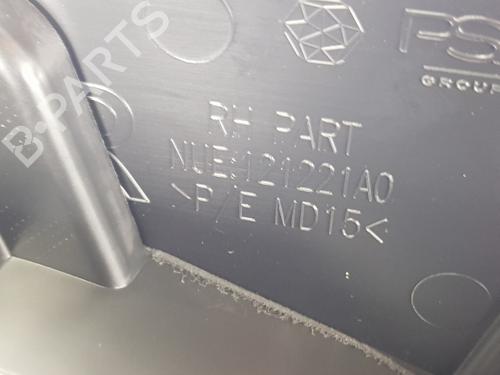 B-PARTS
PS
GROUP
RH PART
NUE:121221A0
>P/E MD15<